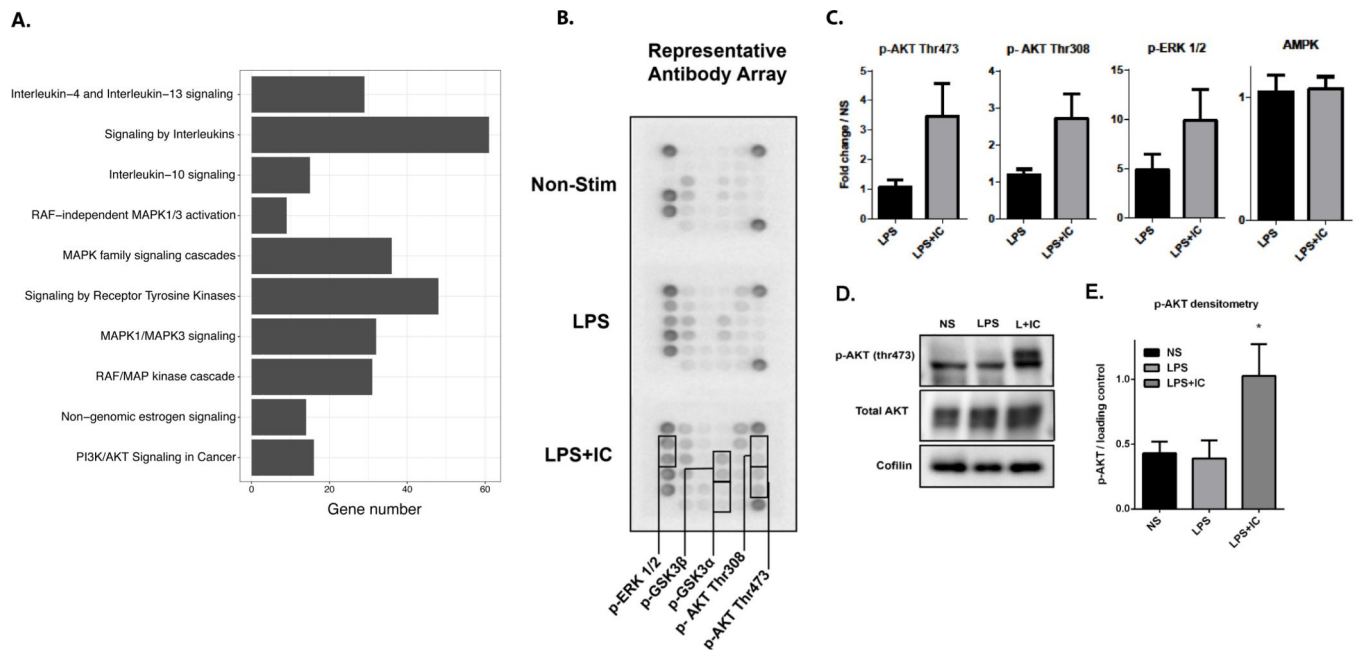 A.
Interleukin−4 and Interleukin−13 signaling
Signaling by Interleukins
Interleukin−10 signaling
RAF−independent MAPK1/3 activation
MAPK family signaling cascades
Signaling by Receptor Tyrosine Kinases
MAPK1/MAPK3 signaling
RAF/MAP kinase cascade
Non−genomic estrogen signaling
PI3K/AKT Signaling in Cancer
0 20 40 60
Gene number
B.
Representative
Antibody Array
Non-Stim
LPS
LPS+IC
p-ERK 1/2
p-GSK3β
p-GSK3α
p- AKT Thr308
p-AKT Thr473
C.
p-AKT Thr473
Fold change / NS
5
4
3
2
1
0
LPS
LPS+IC
p- AKT Thr308
4
3
2
1
0
LPS
LPS+IC
p-ERK 1/2
15
10
5
0
LPS
LPS+IC
AMPK
1
0
LPS
LPS+IC
D.
NS LPS L+IC
p-AKT (thr473)
Total AKT
Cofilin
E.
p-AKT densitometry
p-AKT / loading control
1.0
0.5
0.0
NS
LPS
LPS+IC
*
NS
LPS
LPS+IC